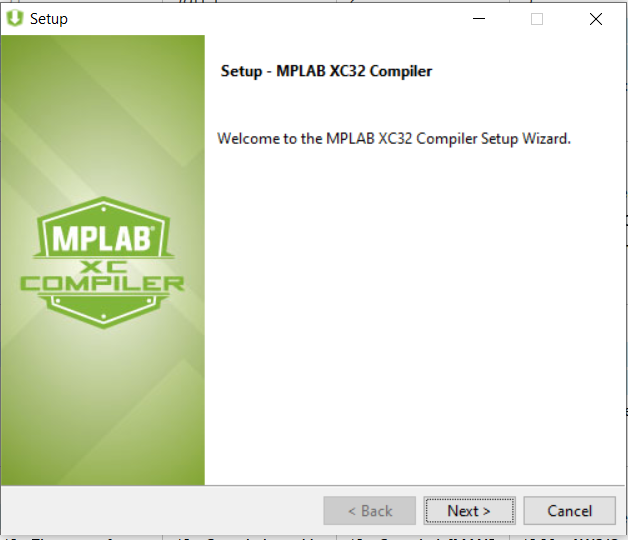 Setup
Setup - MPLAB XC32 Compiler
Welcome to the MPLAB XC32 Compiler Setup Wizard.
MPLAB®
XC
COMPILER
< Back
Next >
Cancel